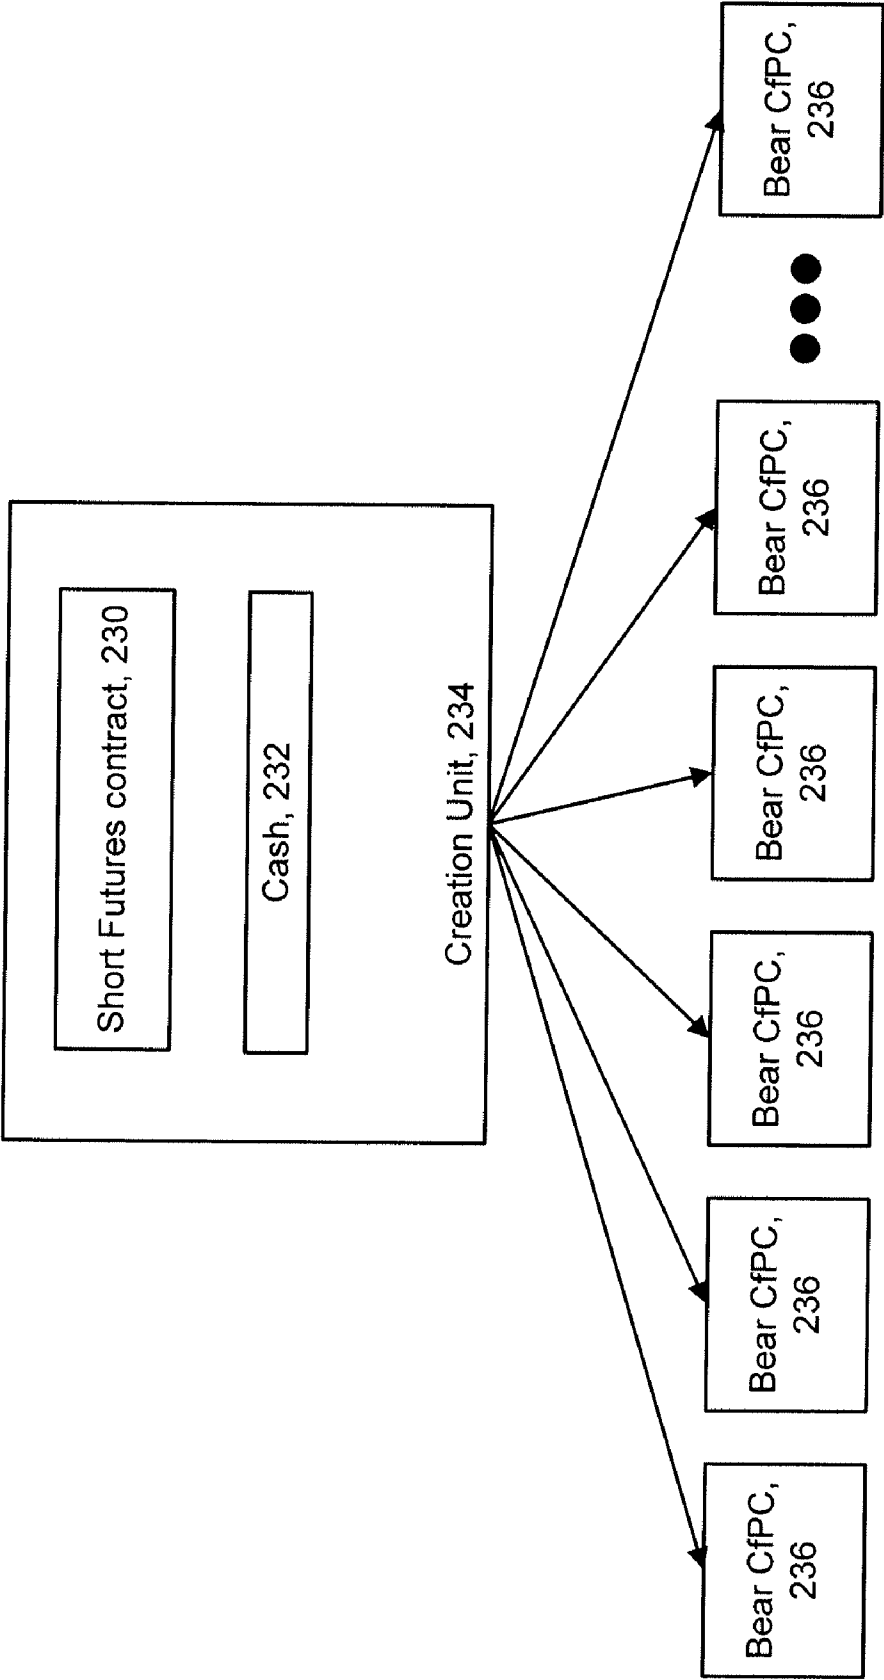 Short Futures contract, 230
Cash, 232
Creation Unit, 234
Bear CfPC,
236
Bear CfPC,
236
Bear CfPC,
236
Bear CfPC,
236
Bear CfPC,
236
Bear CfPC,
236